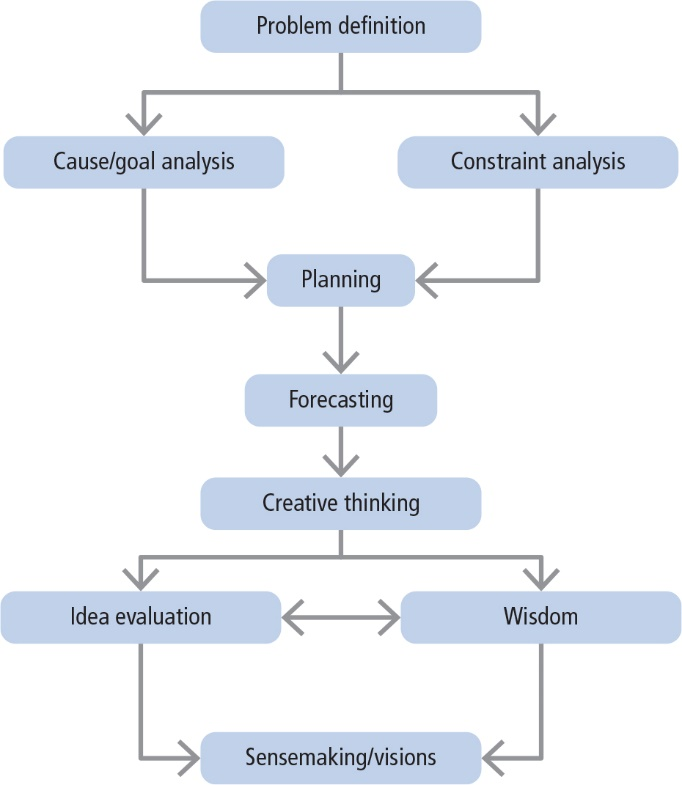 Problem definition
Cause/goal analysis
Constraint analysis
Planning
Forecasting
Creative thinking
Idea evaluation
Wisdom
Sensemaking/visions